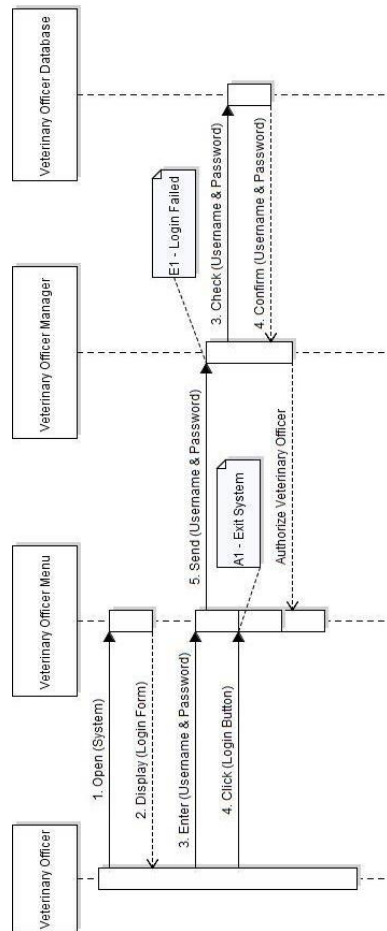 Veterinary Officer
Veterinary Officer Menu
Veterinary Officer Manager
Veterinary Officer Database
1. Open (System)
2. Display (Login Form)
3. Enter (Username & Password)
4. Click (Login Button)
5. Send (Username & Password)
A1 - Exit System
E1 - Login Failed
3. Check (Username & Password)
4. Confirm (Username & Password)
Authorize Veterinary Officer